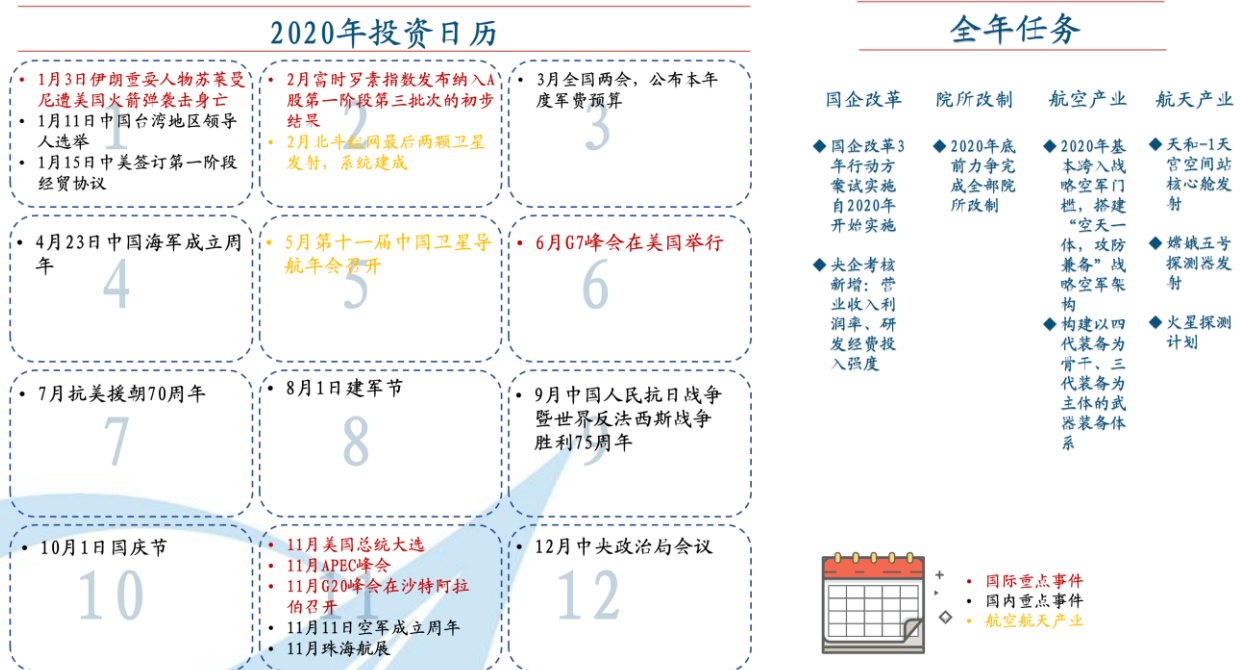 2020年投资日历
• 1月3日伊朗重要人物苏莱曼
尼遭美国火箭弹袭击身亡
• 1月11日中国台湾地区领导
人选举
• 1月15日中美签订第一阶段
经贸协议
1
• 2月富时罗素指数发布纳入A
股第一阶段第三批次的初步
结果
• 2月北斗组网最后两颗卫星
发射，系统建成
2
• 3月全国两会，公布本年
度军费预算
3
• 4月23日中国海军成立周
年
4
• 5月第十一届中国卫星导
航年会召开
5
• 6月G7峰会在美国举行
6
• 7月抗美援朝70周年
7
• 8月1日建军节
8
• 9月中国人民抗日战争
暨世界反法西斯战争
胜利75周年
9
• 10月1日国庆节
10
• 11月美国总统大选
• 11月APEC峰会
• 11月G20峰会在沙特阿拉
伯召开
• 11月11日空军成立周年
• 11月珠海航展
11
• 12月中央政治局会议
12
全年任务
国企改革
◆ 国企改革3
年行动方
案试实施
自2020年
开始实施
◆ 央企考核
新增：营
业收入利
润率、研
发经费投
入强度
院所改制
◆ 2020年底
前力争完
成全部院
所改制
航空产业
◆ 2020年基
本跨入战
略空军门
槛，搭建
“空天一
体，攻防
兼备”战
略空军架
构
◆ 构建以四
代装备为
骨干、三
代装备为
主体的武
器装备体
系
航天产业
◆ 天和-1天
宫空间站
核心舱发
射
◆ 嫦娥五号
探测器发
射
◆ 火星探测
计划
• 国际重点事件
• 国内重点事件
• 航空航天产业